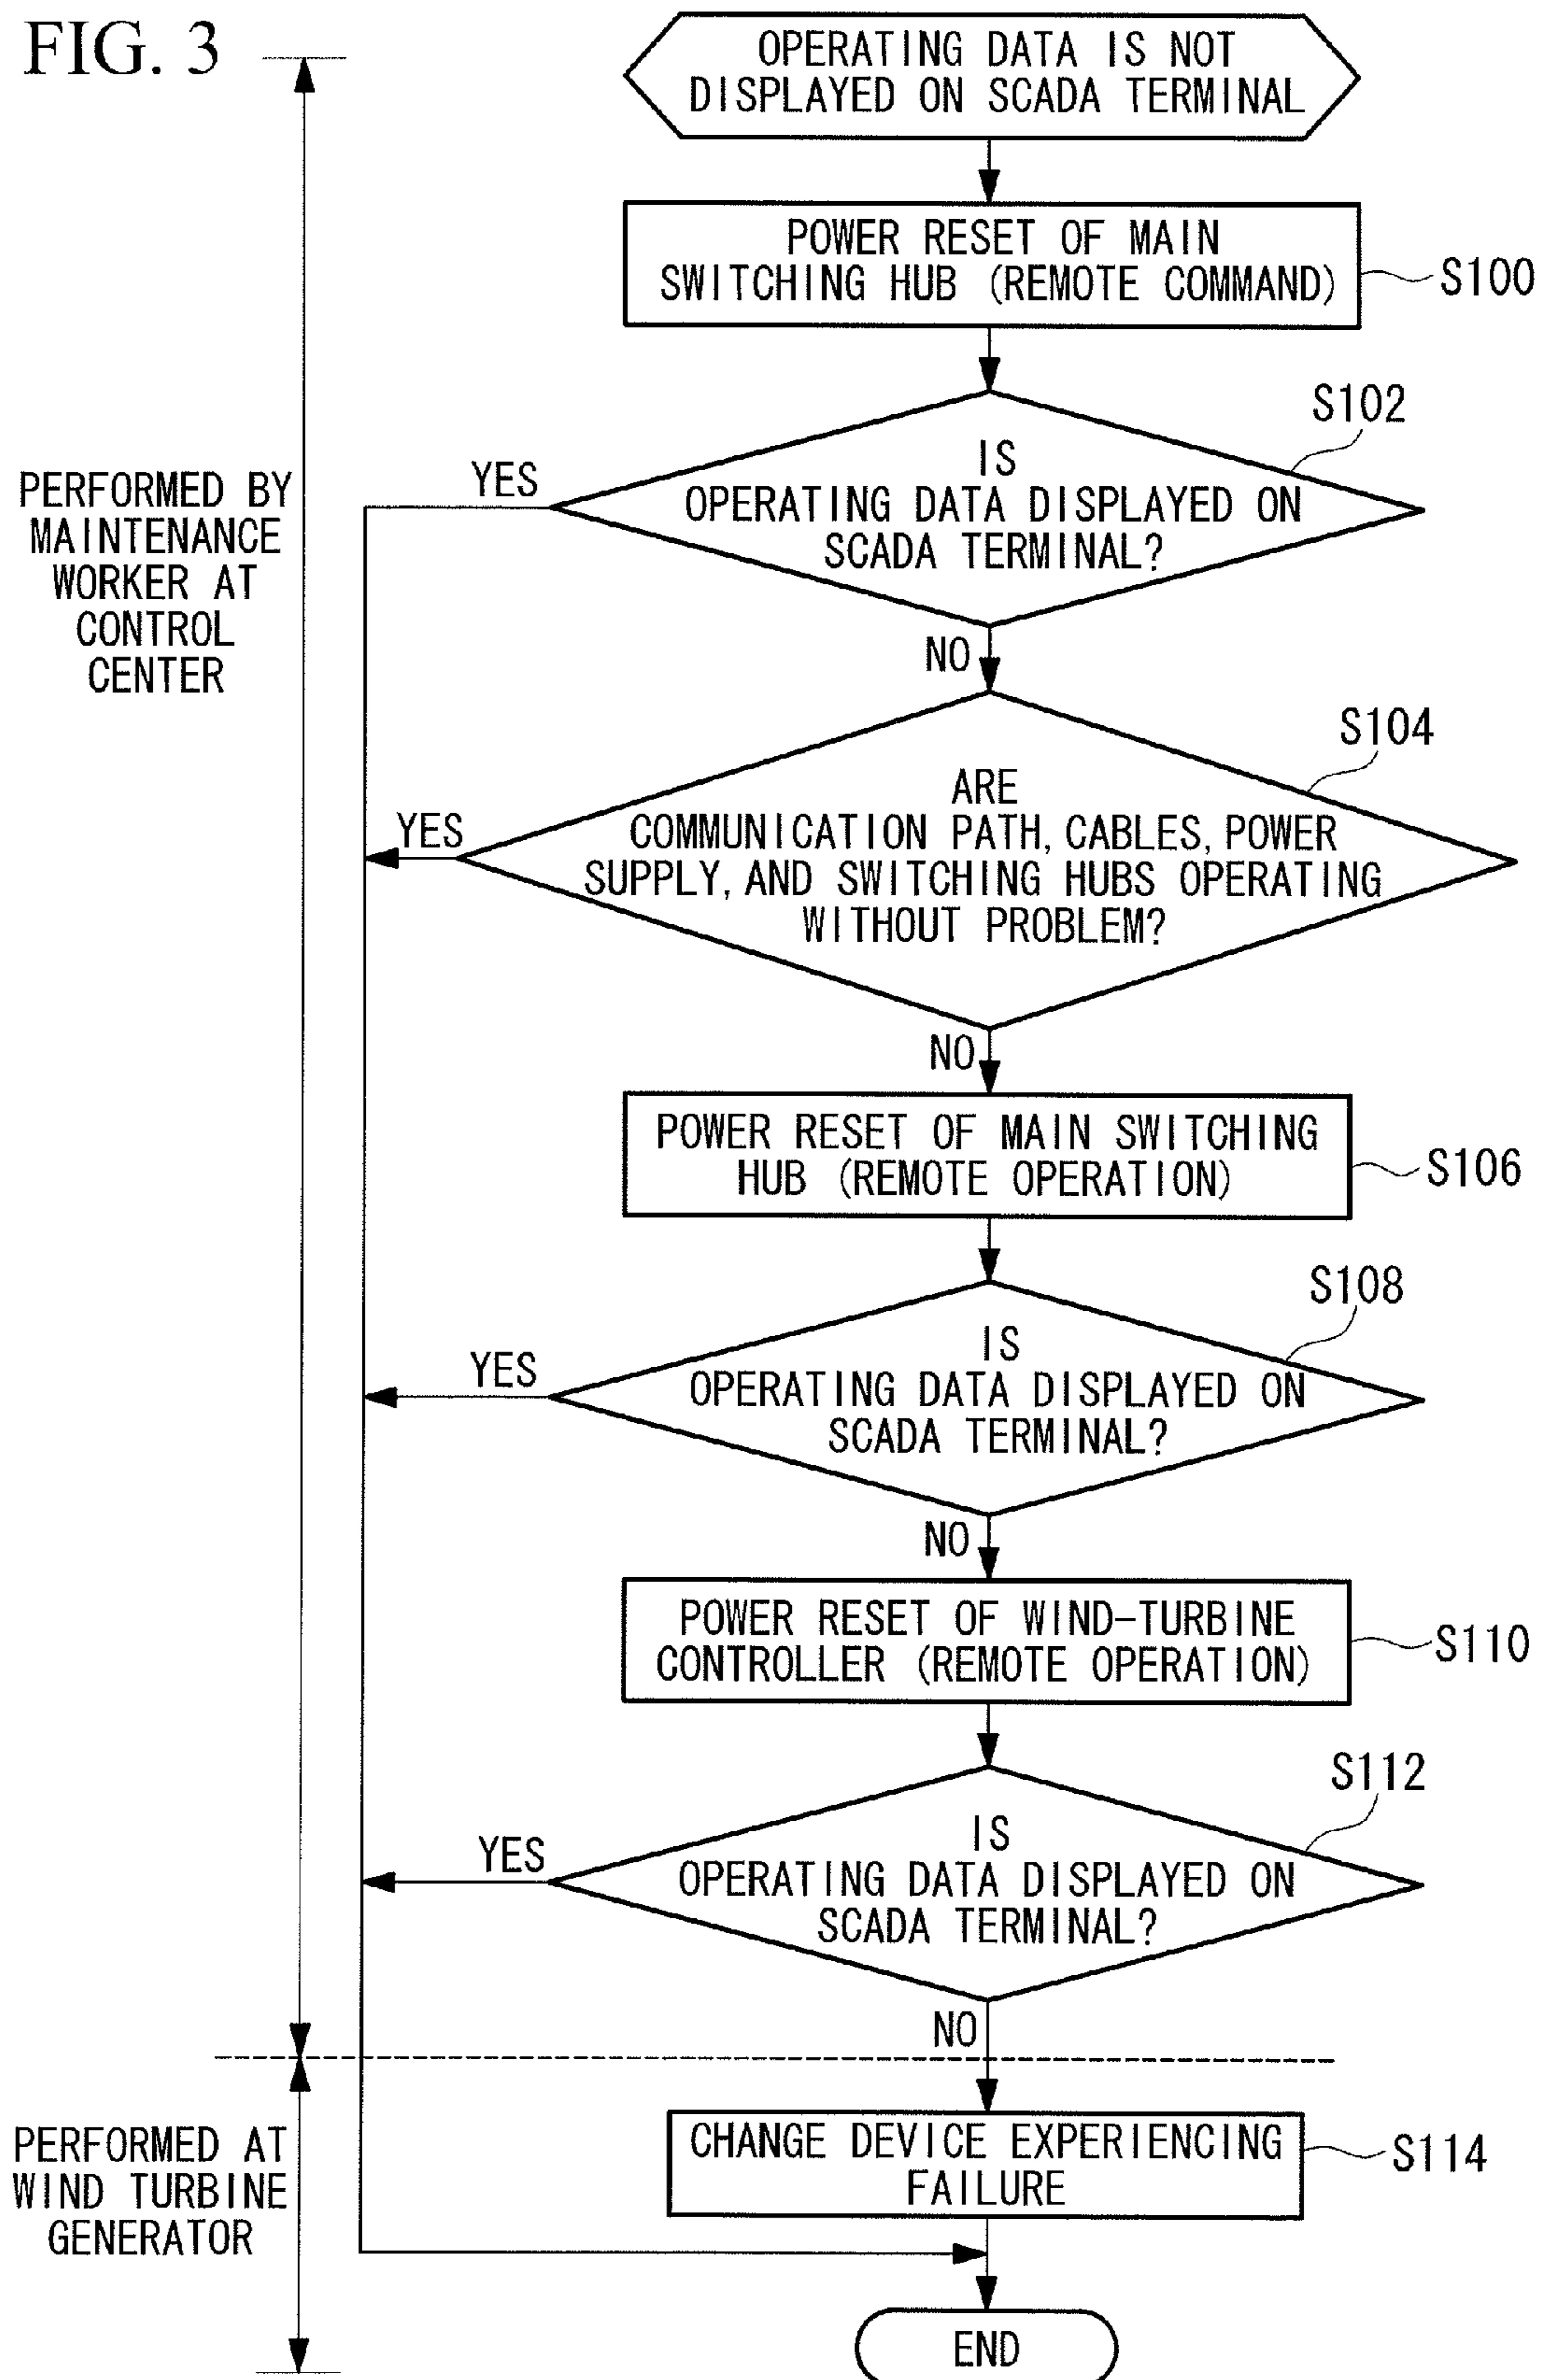 FIG. 3
OPERATING DATA IS NOT
DISPLAYED ON SCADA TERMINAL
POWER RESET OF MAIN
SWITCHING HUB (REMOTE COMMAND)
S100
S102
IS
OPERATING DATA DISPLAYED ON
SCADA TERMINAL?
YES
NO
PERFORMED BY
MAINTENANCE
WORKER AT
CONTROL
CENTER
S104
ARE
COMMUNICATION PATH, CABLES, POWER
SUPPLY, AND SWITCHING HUBS OPERATING
WITHOUT PROBLEM?
YES
NO
POWER RESET OF MAIN SWITCHING
HUB (REMOTE OPERATION)
S106
S108
IS
OPERATING DATA DISPLAYED ON
SCADA TERMINAL?
YES
NO
POWER RESET OF WIND-TURBINE
CONTROLLER (REMOTE OPERATION)
S110
S112
IS
OPERATING DATA DISPLAYED ON
SCADA TERMINAL?
YES
NO
PERFORMED AT
WIND TURBINE
GENERATOR
CHANGE DEVICE EXPERIENCING
FAILURE
S114
END